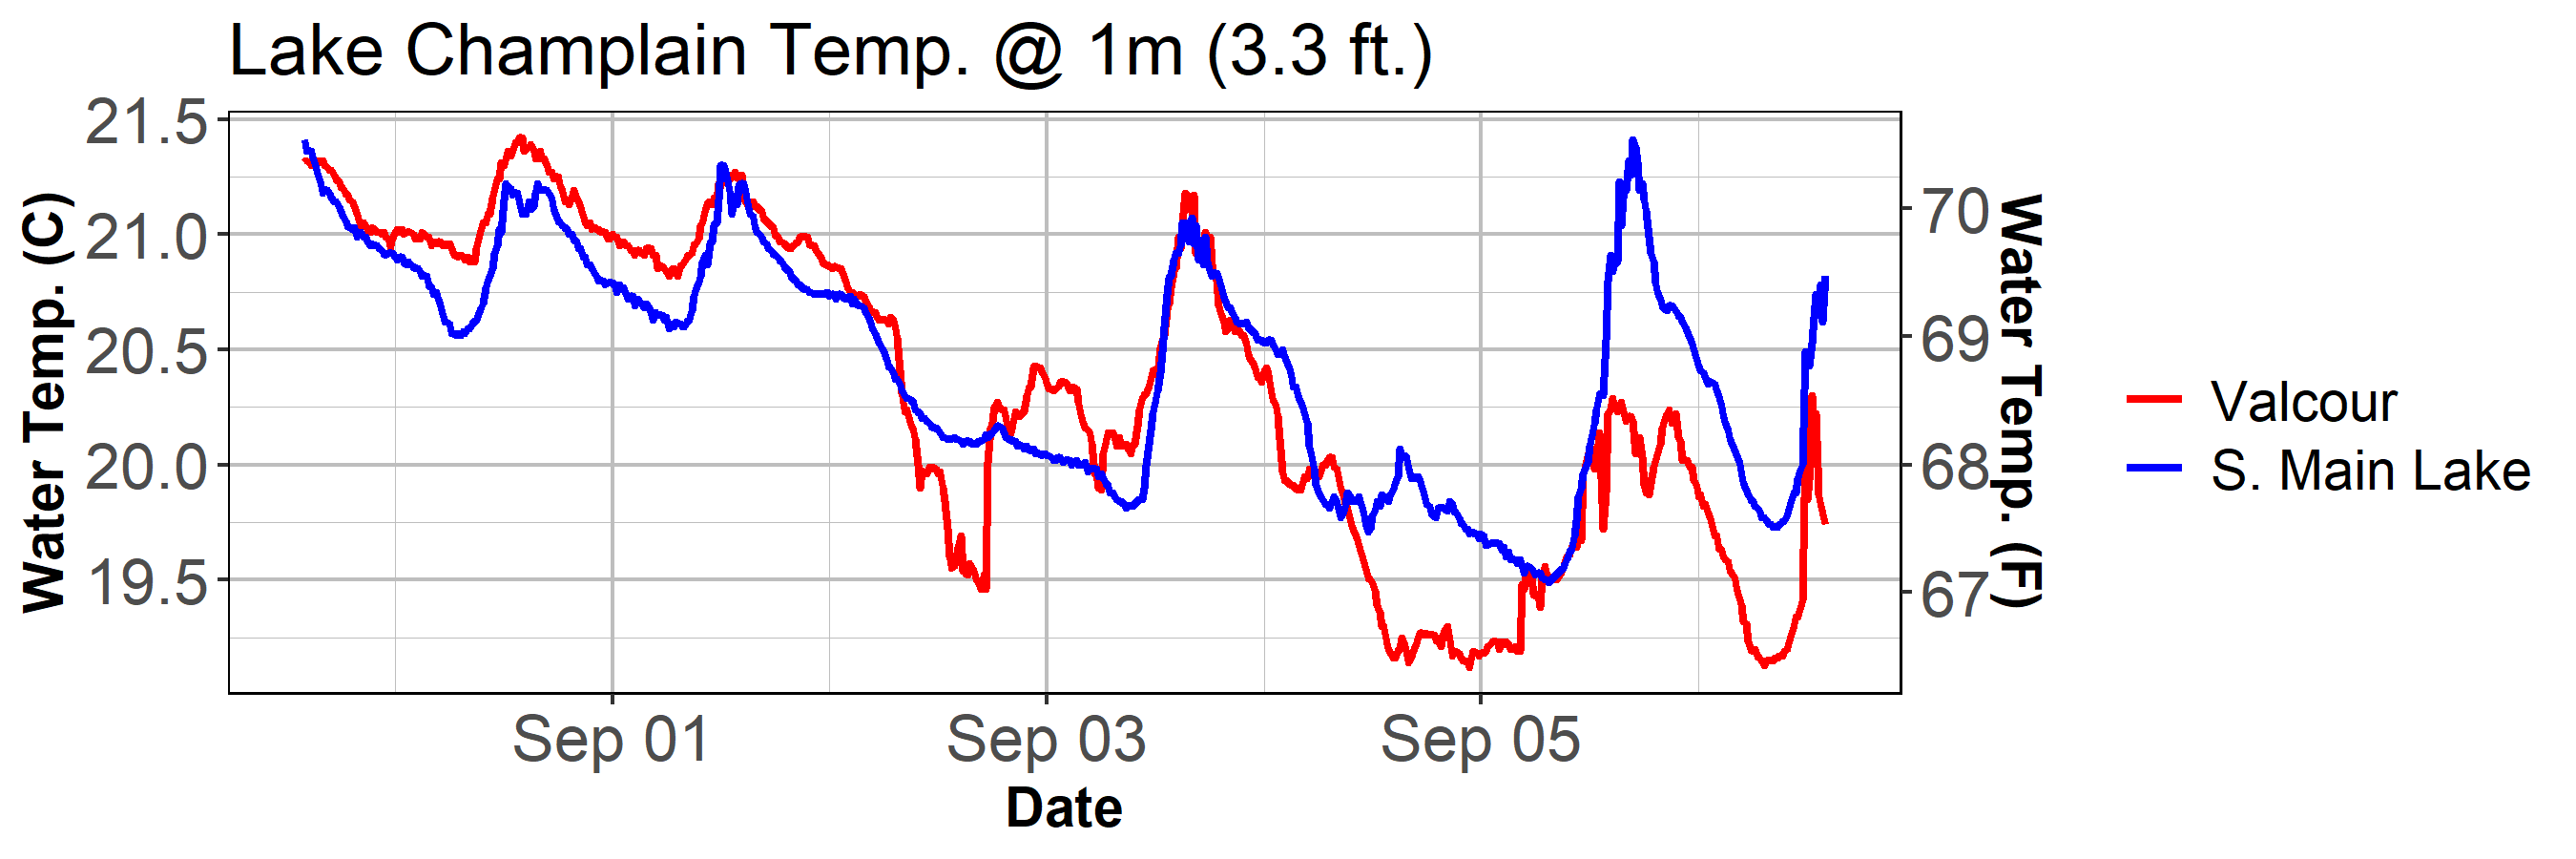 Lake Champlain Temp. @ 1m (3.3 ft.)
Water Temp. (C)
21.5
21.0
20.5
20.0
19.5
70
69
68
67
Water Temp. (F)
Sep 01
Sep 03
Sep 05
Date
Valcour
S. Main Lake